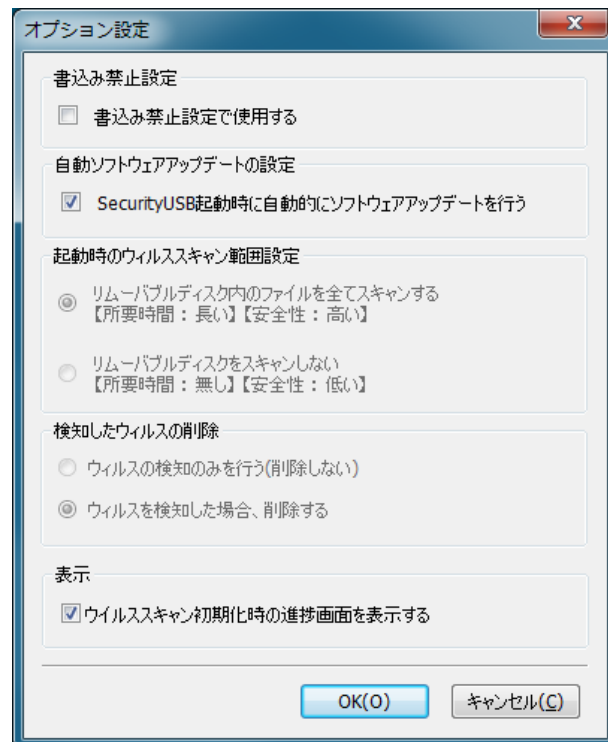 オプション設定
書込み禁止設定
書込み禁止設定で使用する
自動ソフトウェアアップデートの設定
SecurityUSB起動時に自動的にソフトウェアアップデートを行う
起動時のウィルススキャン範囲設定
リムーバブルディスク内のファイルを全てスキャンする
【所要時間：長い】【安全性：高い】
リムーバブルディスクをスキャンしない
【所要時間：無し】【安全性：低い】
検知したウィルスの削除
ウィルスの検知のみを行う(削除しない)
ウィルスを検知した場合、削除する
表示
ウイルススキャン初期化時の進捗画面を表示する
OK(O)
キャンセル(C)